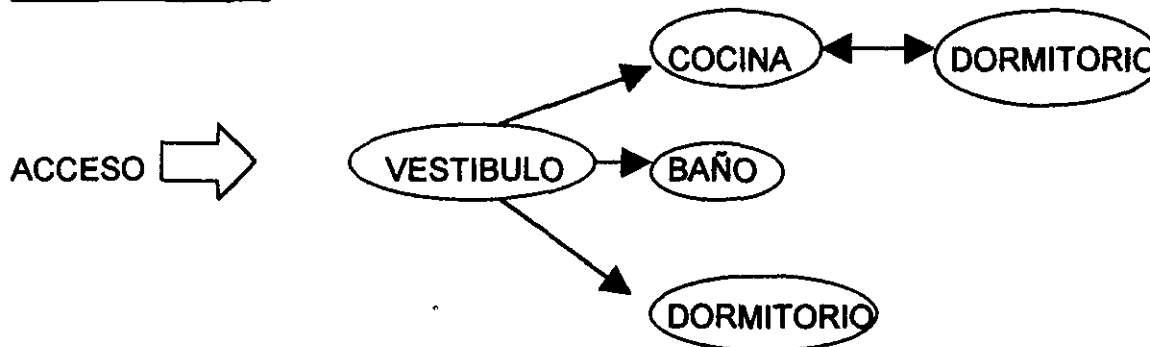 COCINA
DORMITORIO
ACCESO
VESTIBULO
BAÑO
DORMITORIO